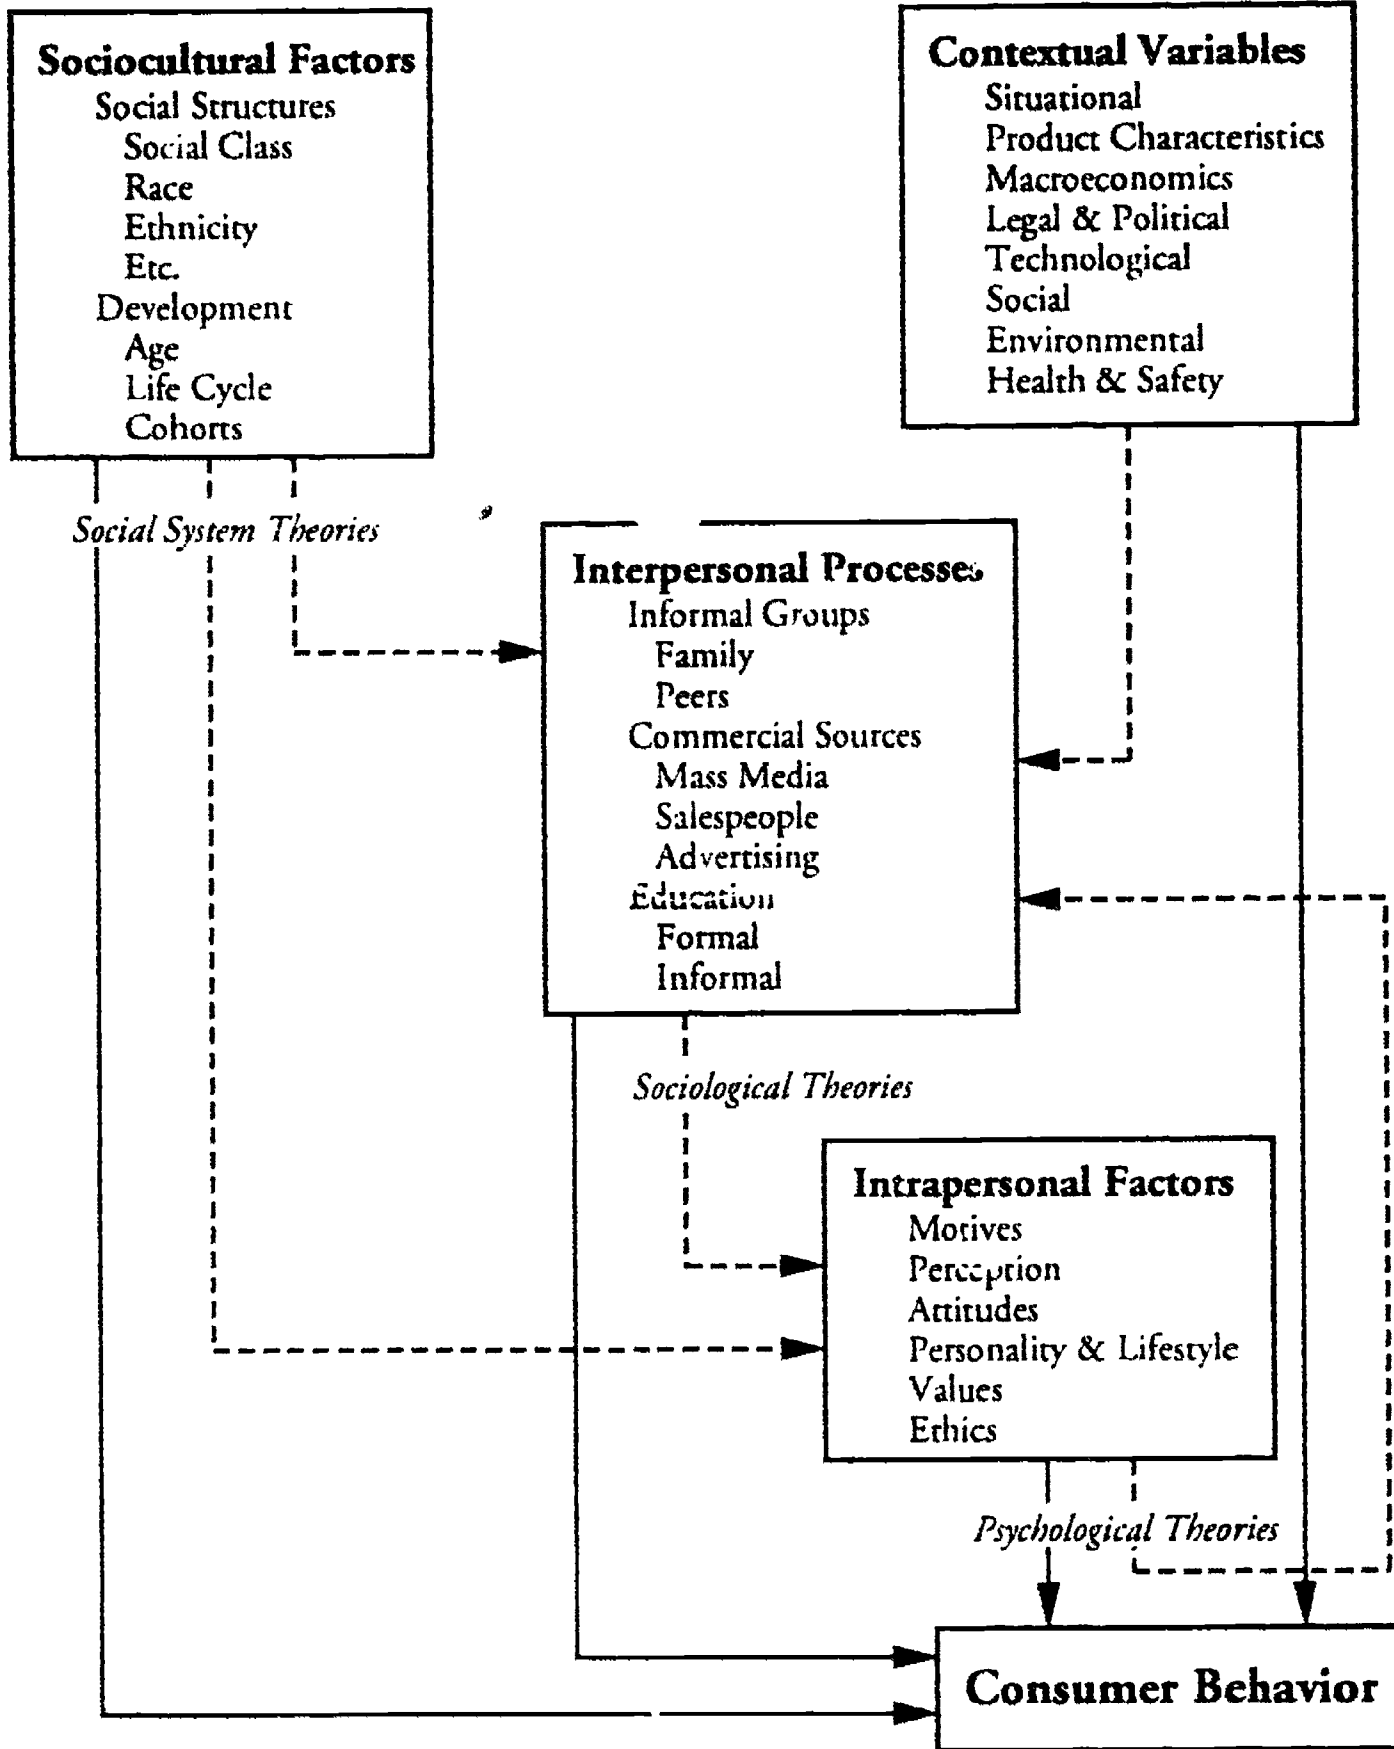 Sociocultural Factors
Social Structures
Social Class
Race
Ethnicity
Etc.
Development
Age
Life Cycle
Cohorts
Contextual Variables
Situational
Product Characteristics
Macroeconomics
Legal & Political
Technological
Social
Environmental
Health & Safety
Social System Theories
Interpersonal Processes
Informal Groups
Family
Peers
Commercial Sources
Mass Media
Salespeople
Advertising
Education
Formal
Informal
Sociological Theories
Intrapersonal Factors
Motives
Perception
Attitudes
Personality & Lifestyle
Values
Ethics
Psychological Theories
Consumer Behavior